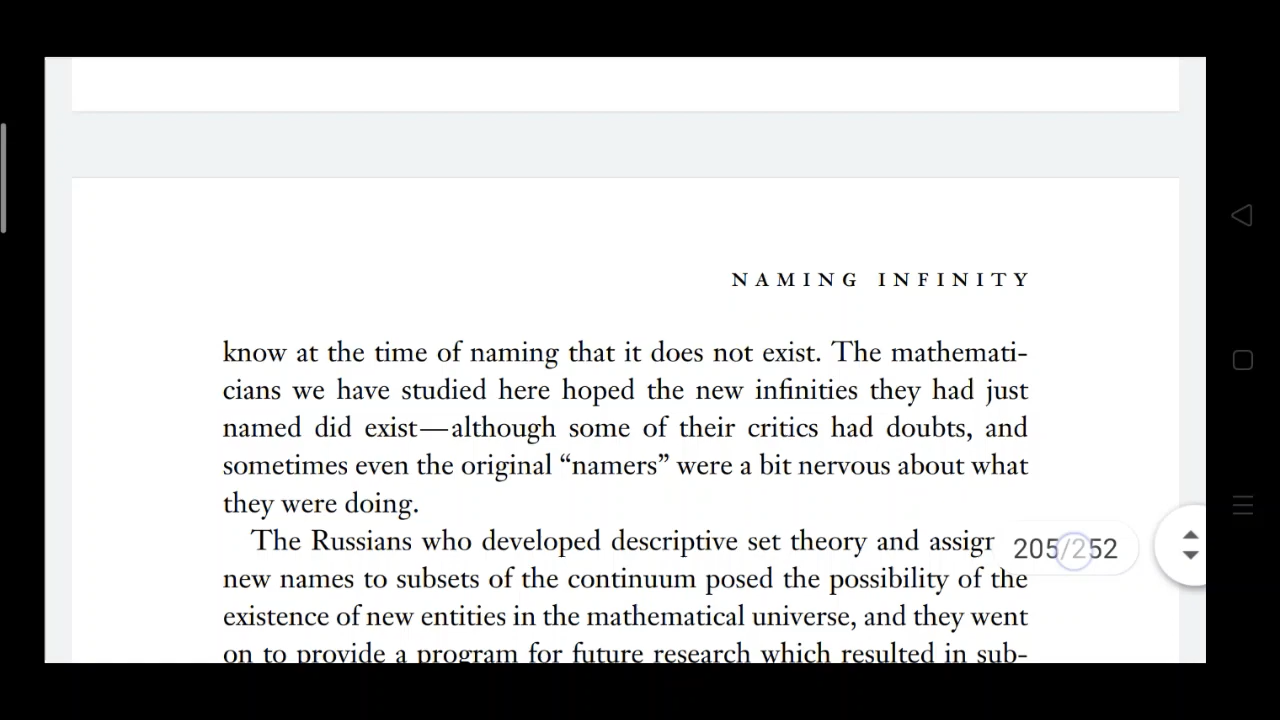 NAMING INFINITY
know at the time of naming that it does not exist. The mathemati-
cians we have studied here hoped the new infinities they had just
named did exist—although some of their critics had doubts, and
sometimes even the original “namers” were a bit nervous about what
they were doing.
The Russians who developed descriptive set theory and assigr
205/252
new names to subsets of the continuum posed the possibility of the
existence of new entities in the mathematical universe, and they went
on to provide a program for future research which resulted in sub-